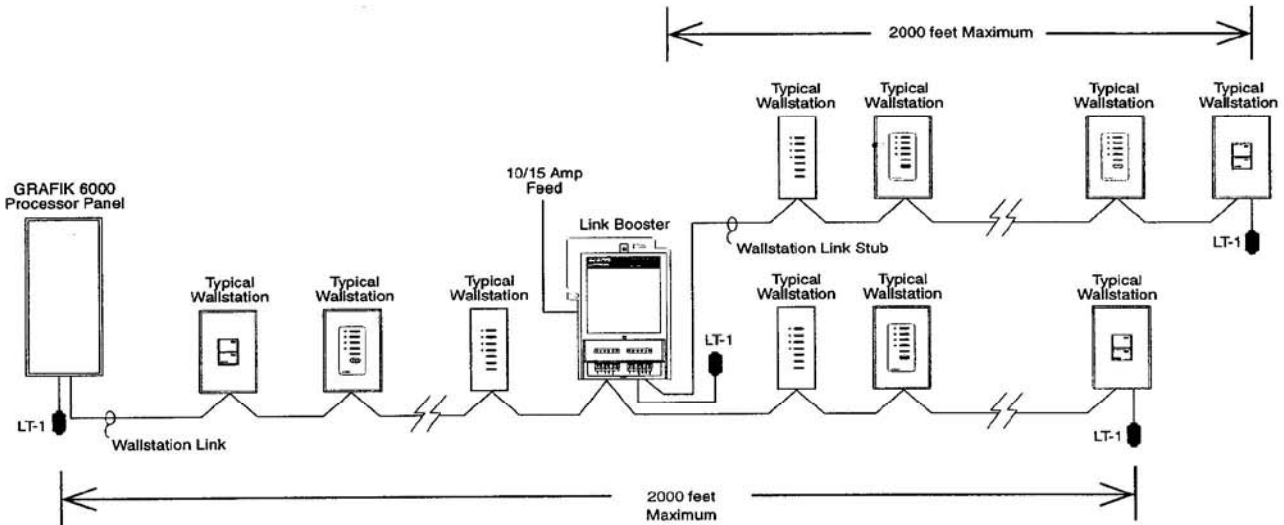 2000 feet Maximum
Typical
Wallstation
Typical
Wallstation
Typical
Wallstation
Typical
Wallstation
10/15 Amp
Feed
GRAFIK 6000
Processor Panel
Link Booster
Wallstation Link Stub
LT-1
Typical
Wallstation
Typical
Wallstation
Typical
Wallstation
Typical
Wallstation
Typical
Wallstation
Typical
Wallstation
LT-1
LT-1
Wallstation Link
LT-1
2000 feet
Maximum